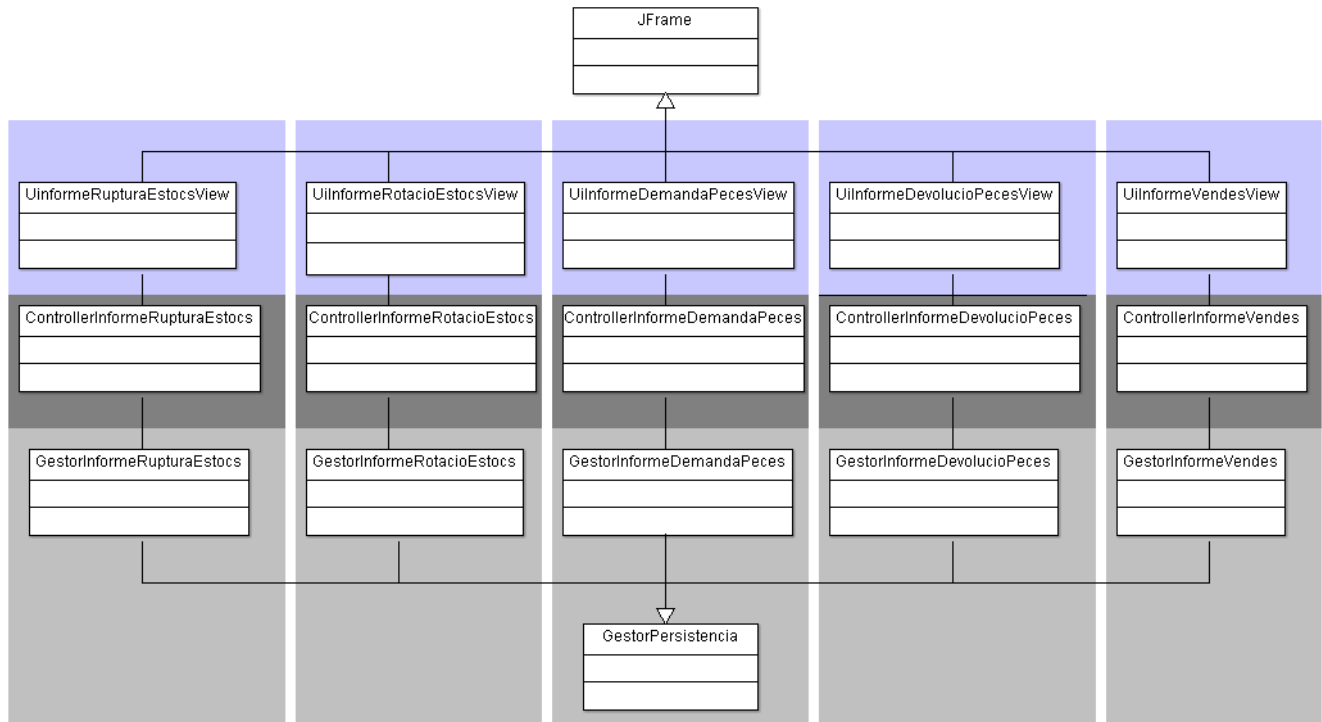 JFrame
UinformeRupturaEstocsView
UiInformeRotacioEstocsView
UiInformeDemandaPecesView
UiInformeDevolucioPecesView
UiInformeVendesView
ControllerInformeRupturaEstocs
ControllerInformeRotacioEstocs
ControllerInformeDemandaPeces
ControllerInformeDevolucioPeces
ControllerInformeVendes
GestorInformeRupturaEstocs
GestorInformeRotacioEstocs
GestorInformeDemandaPeces
GestorInformeDevolucioPeces
GestorInformeVendes
GestorPersistencia